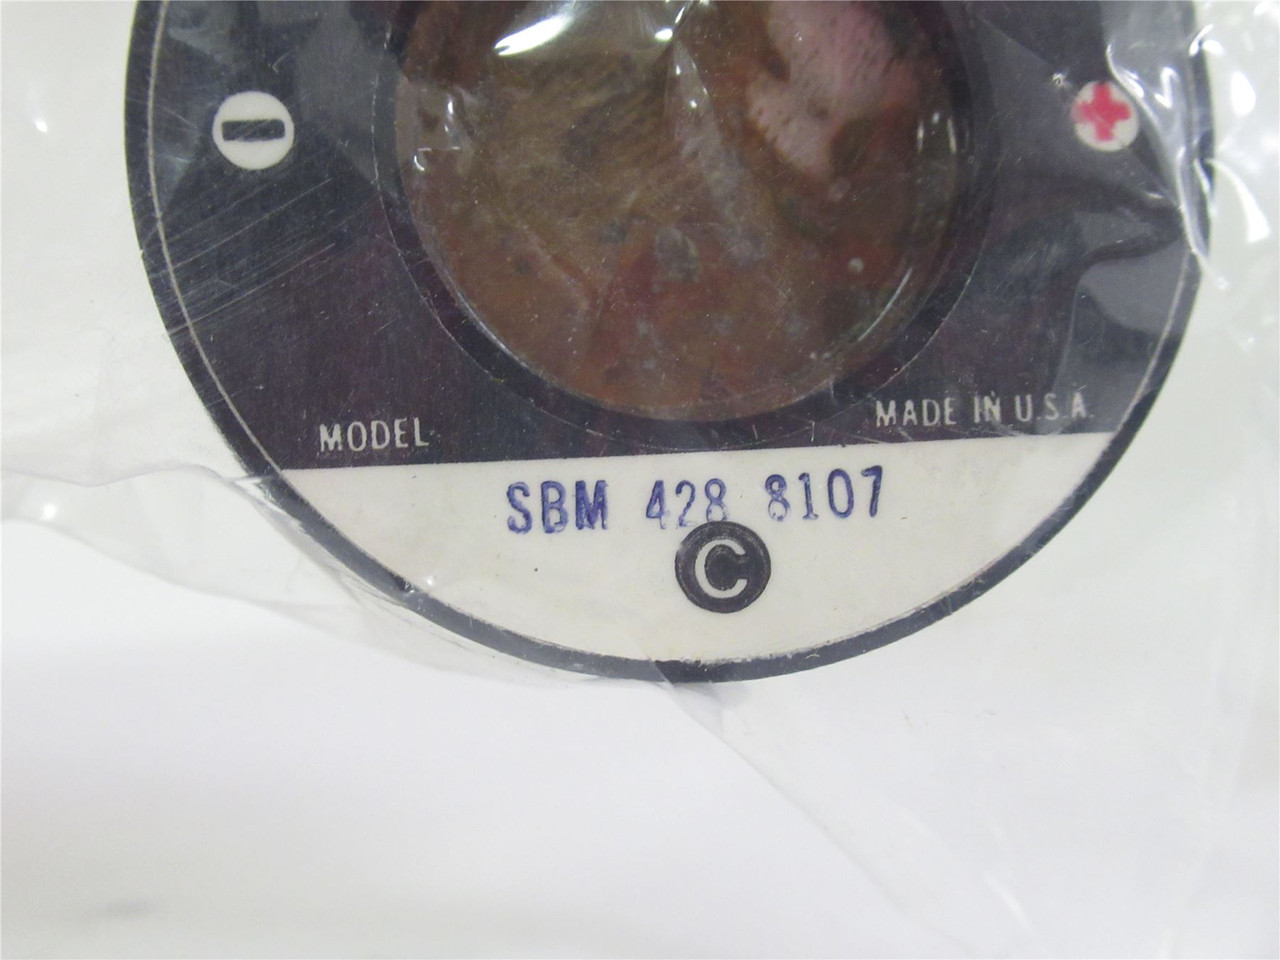 MODEL
MADE IN U.S.A.
SBM 428 8107
C